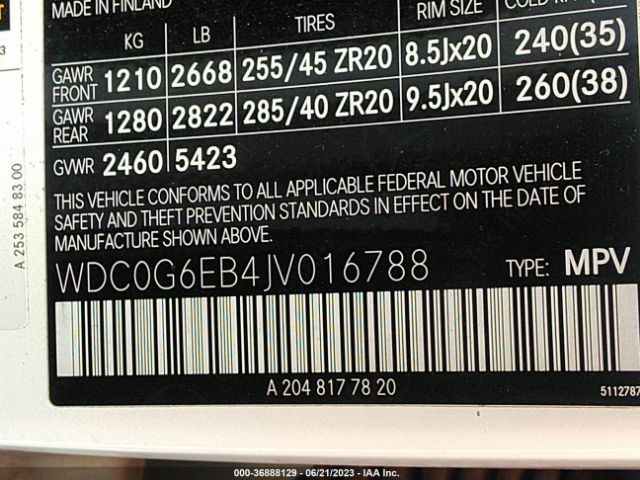 MADE IN FINLAND
KG LB TIRES RIM SIZE
GAWR FRONT 1210 2668 255/45 ZR20 8.5Jx20 240(35)
GAWR REAR 1280 2822 285/40 ZR20 9.5Jx20 260(38)
GVWR 2460 5423
THIS VEHICLE CONFORMS TO ALL APPLICABLE FEDERAL MOTOR VEHICLE
SAFETY AND THEFT PREVENTION STANDARDS IN EFFECT ON THE DATE OF
MANUFACTURE SHOWN ABOVE.
WDC0G6EB4JV016788 TYPE: MPV
A 204 817 78 20
5112787
A 253 584 83 00
000-36888129 - 06/21/2023 - IAA Inc.